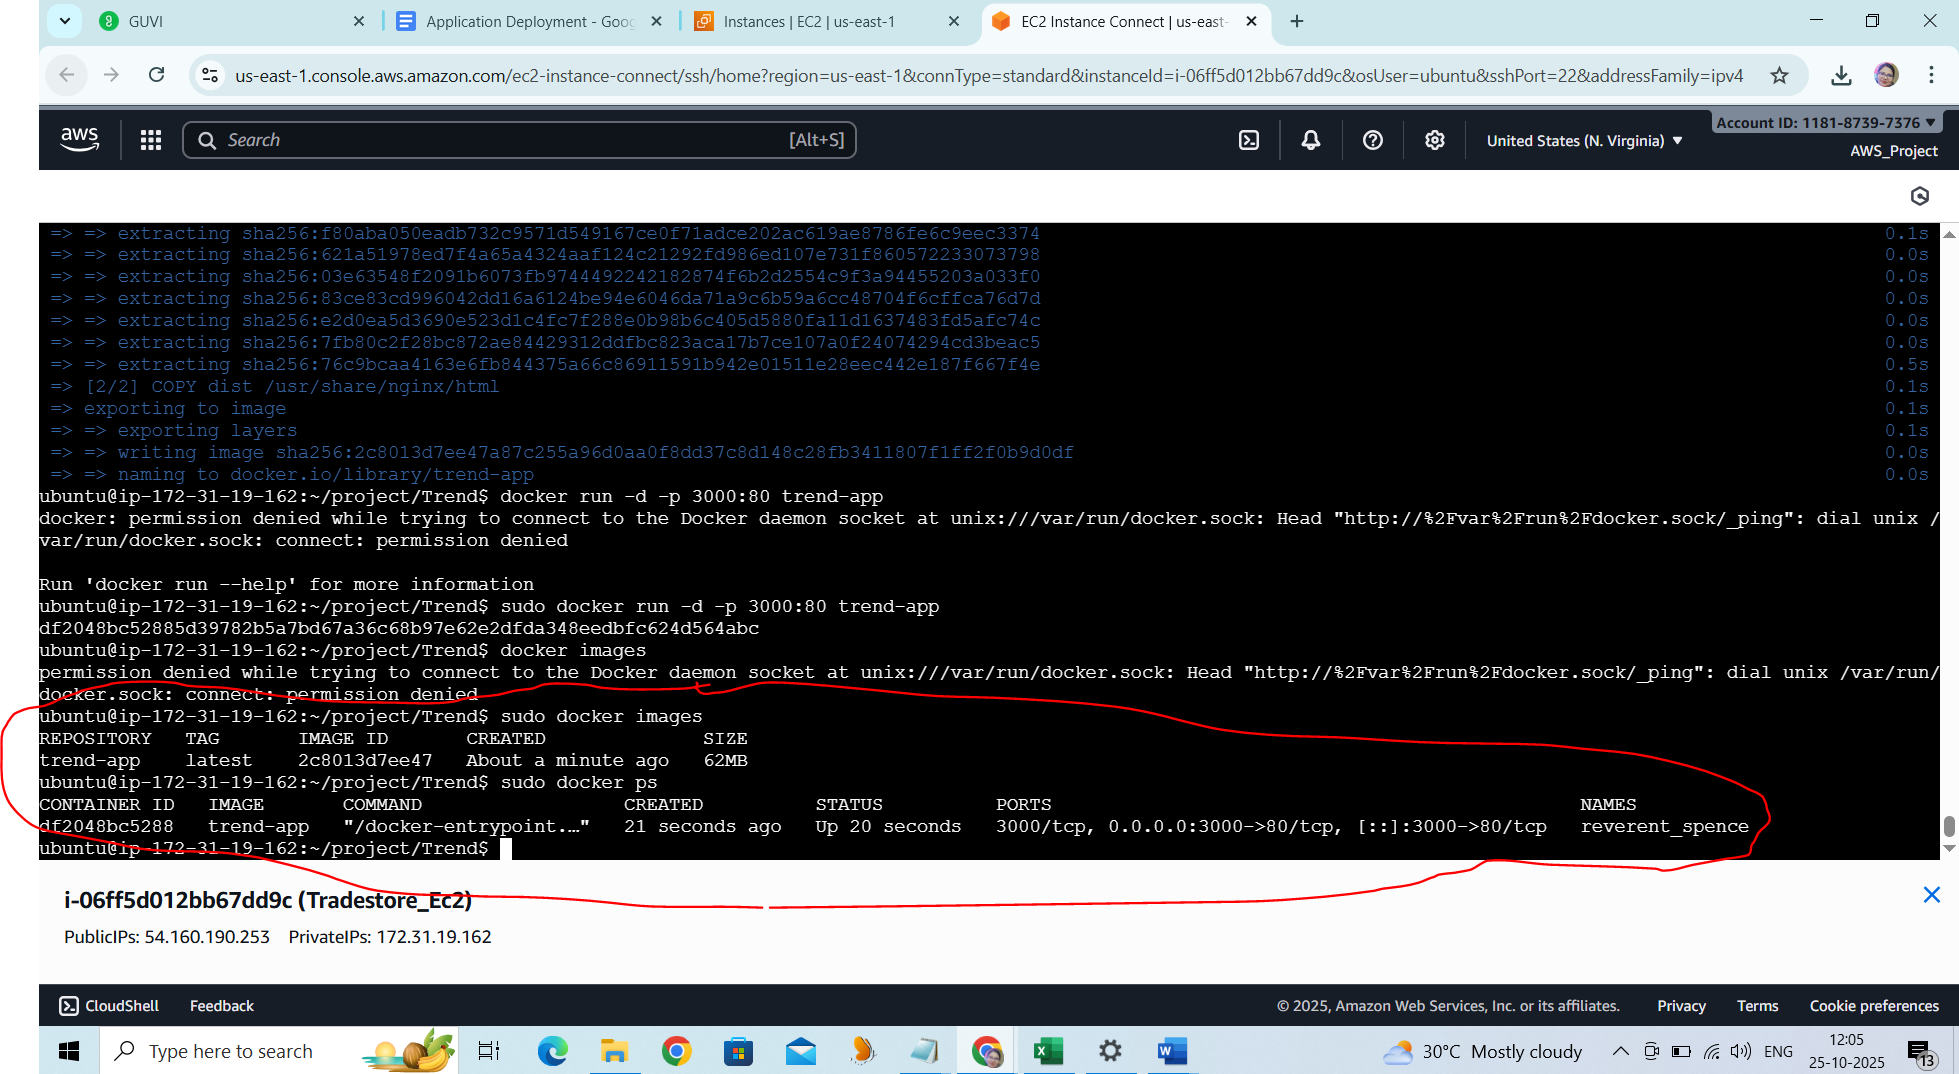 GUVI
Application Deployment - Goo
Instances | EC2 | us-east-1
EC2 Instance Connect | us-east-
us-east-1.console.aws.amazon.com/ec2-instance-connect/ssh/home?region=us-east-1&connType=standard&instanceId=i-06ff5d012bb67dd9c&osUser=ubuntu&sshPort=22&addressFamily=ipv4
aws
Search
[Alt+S]
United States (N. Virginia)
Account ID: 1181-8739-7376
AWS_Project
=> => extracting sha256:f80aba050eadb732c9571d549167ce0f71adce202ac619ae8786fe6c9eec3374 0.1s
=> => extracting sha256:621a51978ed7f4a65a4324aaf124c21292fd986ed107e731f860572233073798 0.0s
=> => extracting sha256:03e63548f2091b6073fb9744492242182874f6b2d2554c9f3a94455203a033f0 0.0s
=> => extracting sha256:83ce83cd996042dd16a6124be94e6046da71a9c6b59a6cc48704f6cffca76d7d 0.0s
=> => extracting sha256:e2d0ea5d3690e523d1c4fc7f288e0b98b6c405d5880fa11d1637483fd5afc74c 0.0s
=> => extracting sha256:7fb80c2f28bc872ae84429312ddfbc823aca17b7ce107a0f24074294cd3beac5 0.0s
=> => extracting sha256:76c9bcaa4163e6fb844375a66c86911591b942e01511e28eec442e187f667f4e 0.5s
=> [2/2] COPY dist /usr/share/nginx/html 0.1s
=> exporting to image 0.1s
=> => exporting layers 0.1s
=> => writing image sha256:2c8013d7ee47a87c255a96d0aa0f8dd37c8d148c28fb3411807f1ff2f0b9d0df 0.0s
=> => naming to docker.io/library/trend-app 0.0s
ubuntu@ip-172-31-19-162:~/project/Trend$ docker run -d -p 3000:80 trend-app
docker: permission denied while trying to connect to the Docker daemon socket at unix:///var/run/docker.sock: Head "http://%2Fvar%2Frun%2Fdocker.sock/_ping": dial unix /
var/run/docker.sock: connect: permission denied
Run 'docker run --help' for more information
ubuntu@ip-172-31-19-162:~/project/Trend$ sudo docker run -d -p 3000:80 trend-app
df2048bc52885d39782b5a7bd67a36c68b97e62e2dfda348eedbfc624d564abc
ubuntu@ip-172-31-19-162:~/project/Trend$ docker images
permission denied while trying to connect to the Docker daemon socket at unix:///var/run/docker.sock: Head "http://%2Fvar%2Frun%2Fdocker.sock/_ping": dial unix /var/run/
docker.sock: connect: permission denied
ubuntu@ip-172-31-19-162:~/project/Trend$ sudo docker images
REPOSITORY TAG IMAGE ID CREATED SIZE
trend-app latest 2c8013d7ee47 About a minute ago 62MB
ubuntu@ip-172-31-19-162:~/project/Trend$ sudo docker ps
CONTAINER ID IMAGE COMMAND CREATED STATUS PORTS NAMES
df2048bc5288 trend-app "/docker-entrypoint.…" 21 seconds ago Up 20 seconds 3000/tcp, 0.0.0.0:3000->80/tcp, [::]:3000->80/tcp reverent_spence
ubuntu@ip-172-31-19-162:~/project/Trend$
i-06ff5d012bb67dd9c (Tradestore_Ec2)
PublicIPs: 54.160.190.253 PrivateIPs: 172.31.19.162
CloudShell Feedback © 2025, Amazon Web Services, Inc. or its affiliates. Privacy Terms Cookie preferences
Type here to search
30°C Mostly cloudy
ENG
12:05
25-10-2025
13